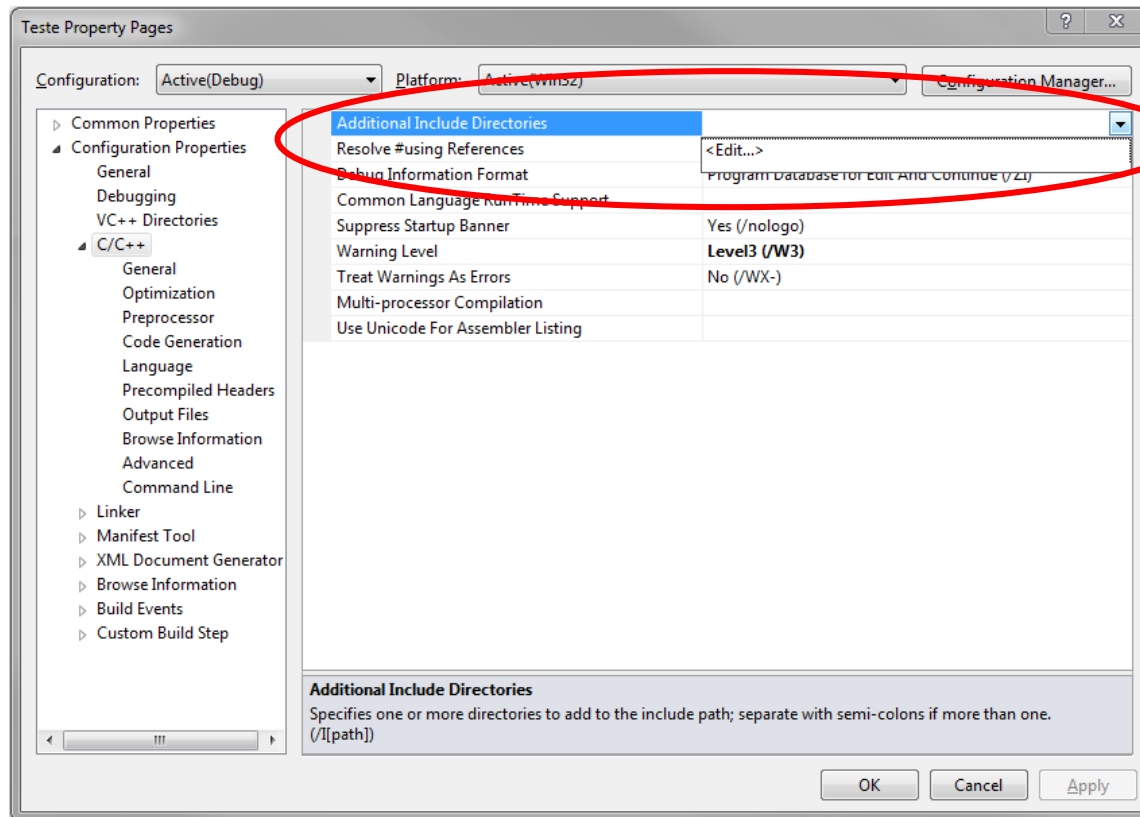 Teste Property Pages
Configuration: Active(Debug) Platform: Active(Win32) Configuration Manager...
Common Properties
Configuration Properties
General
Debugging
VC++ Directories
C/C++
General
Optimization
Preprocessor
Code Generation
Language
Precompiled Headers
Output Files
Browse Information
Advanced
Command Line
Linker
Manifest Tool
XML Document Generator
Browse Information
Build Events
Custom Build Step
Additional Include Directories
Resolve #using References <Edit...>
Debug Information Format Program Database for Edit And Continue (/ZI)
Common Language RunTime Support
Suppress Startup Banner Yes (/nologo)
Warning Level Level3 (/W3)
Treat Warnings As Errors No (/WX-)
Multi-processor Compilation
Use Unicode For Assembler Listing
Additional Include Directories
Specifies one or more directories to add to the include path; separate with semi-colons if more than one.
(/I[path])
OK Cancel Apply